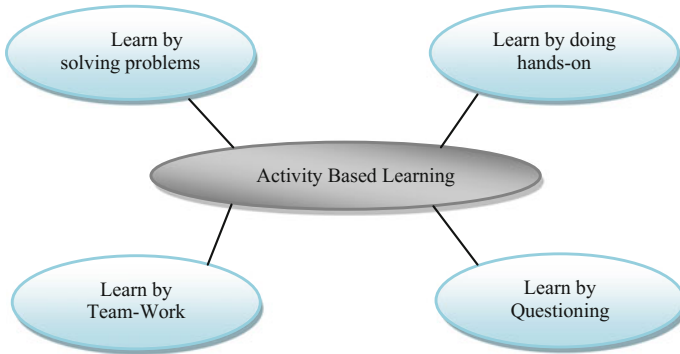 Learn by
solving problems
Learn by doing
hands-on
Activity Based Learning
Learn by
Team-Work
Learn by
Questioning